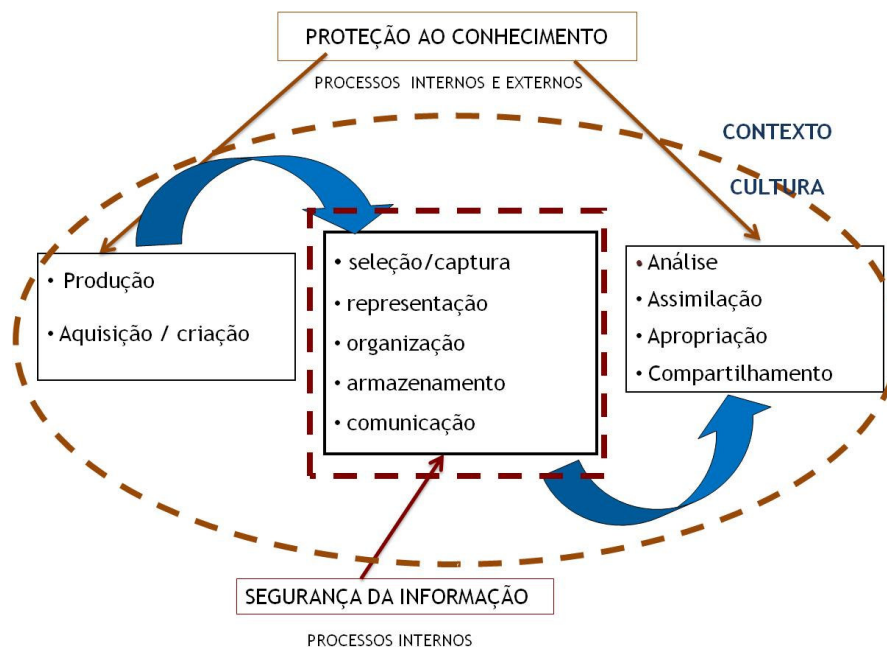 PROTEÇÃO AO CONHECIMENTO
PROCESSOS INTERNOS E EXTERNOS
CONTEXTO
CULTURA
• Produção
• Aquisição / criação
• seleção/captura
• representação
• organização
• armazenamento
• comunicação
• Análise
• Assimilação
• Apropriação
• Compartilhamento
SEGURANÇA DA INFORMAÇÃO
PROCESSOS INTERNOS